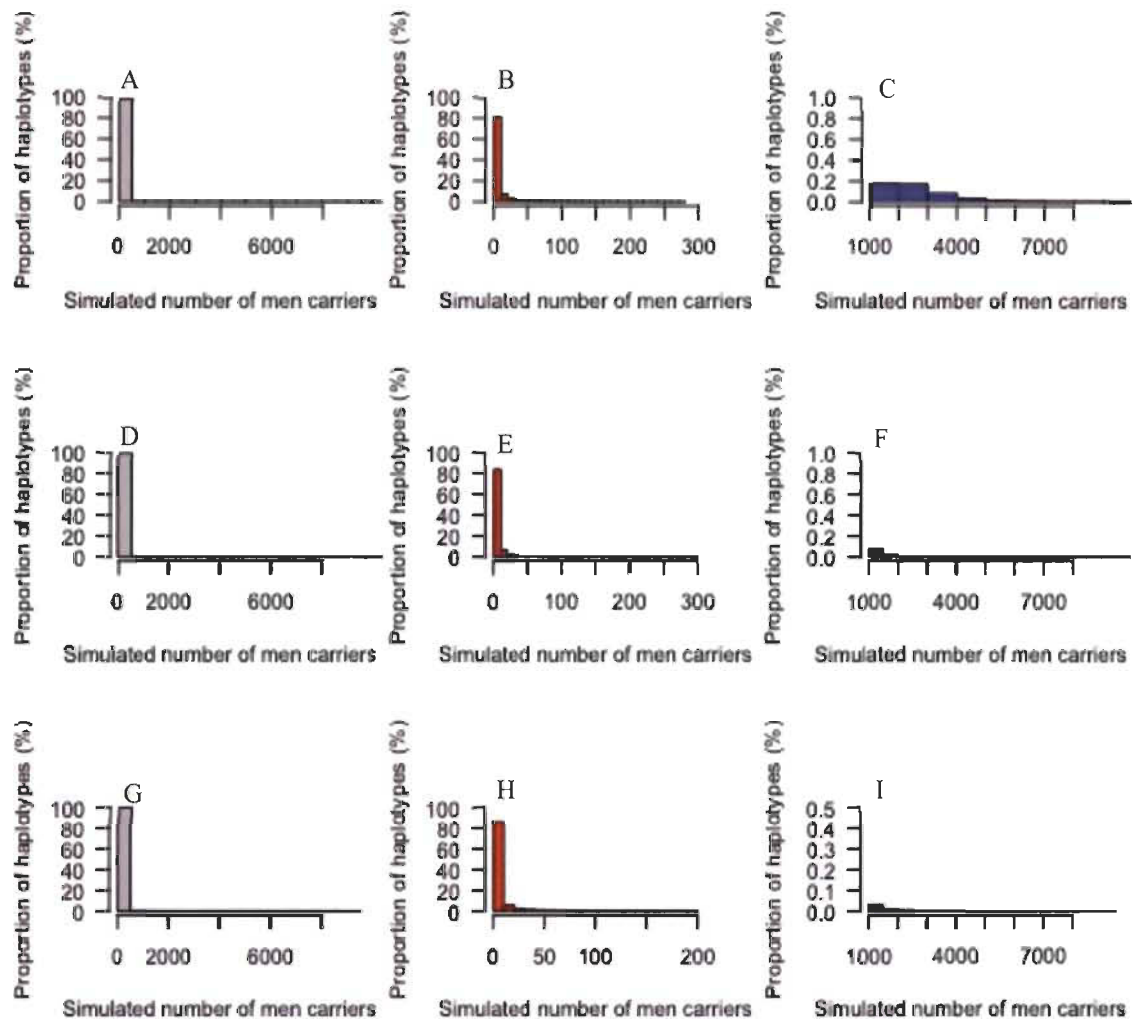 Proportion of haplotypes (%)
A
100
80
60
40
20
0
0 2000 6000
Simulated number of men carriers
Proportion of haplotypes (%)
B
100
80
60
40
20
0
0 100 200 300
Simulated number of men carriers
Proportion of haplotypes (%)
C
1.0
0.8
0.6
0.4
0.2
0.0
1000 4000 7000
Simulated number of men carriers
Proportion of haplotypes (%)
D
100
80
60
40
20
0
0 2000 6000
Simulated number of men carriers
Proportion of haplotypes (%)
E
100
80
60
40
20
0
0 100 200 300
Simulated number of men carriers
Proportion of haplotypes (%)
F
1.0
0.8
0.6
0.4
0.2
0.0
1000 4000 7000
Simulated number of men carriers
Proportion of haplotypes (%)
G
100
80
60
40
20
0
0 2000 6000
Simulated number of men carriers
Proportion of haplotypes (%)
H
100
80
60
40
20
0
0 50 100 200
Simulated number of men carriers
Proportion of haplotypes (%)
I
0.5
0.4
0.3
0.2
0.1
0.0
1000 4000 7000
Simulated number of men carriers